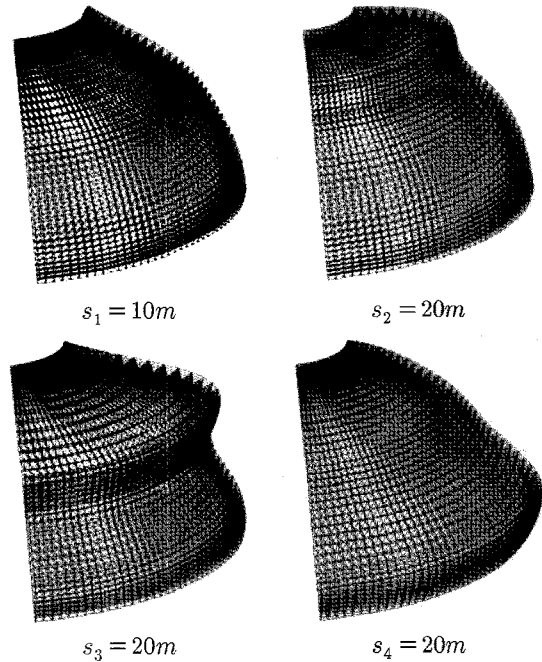 s₁ = 10m
s₂ = 20m
s₃ = 20m
s₄ = 20m